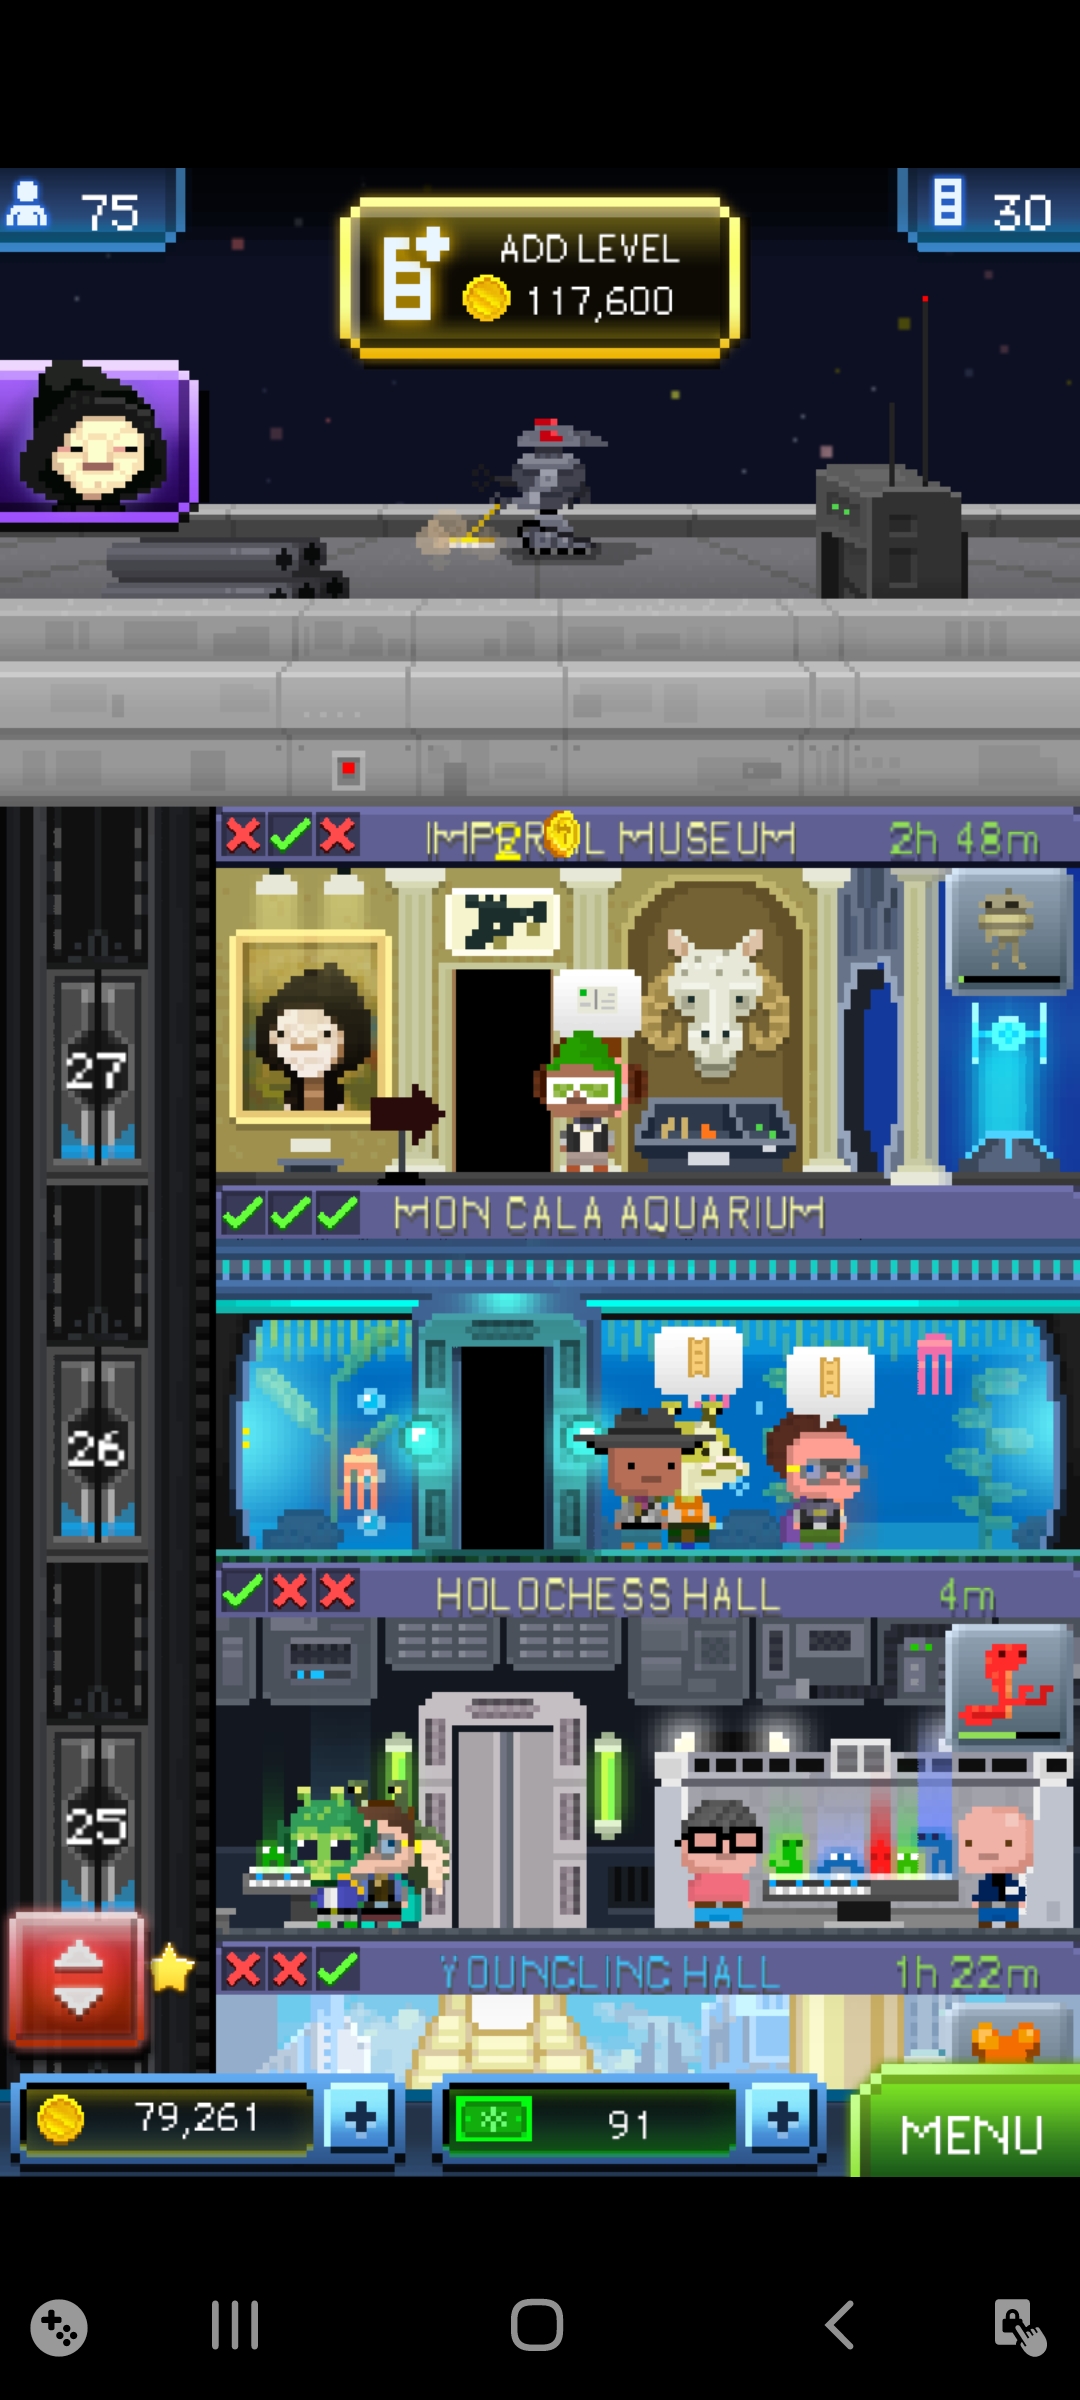 75
ADD LEVEL
117,600
30
IMPERIAL MUSEUM 2h 48m
2
27
MON CALA AQUARIUM
26
HOLOCHESS HALL 4m
25
YOUNGLING HALL 1h 22m
79,261
91
MENU